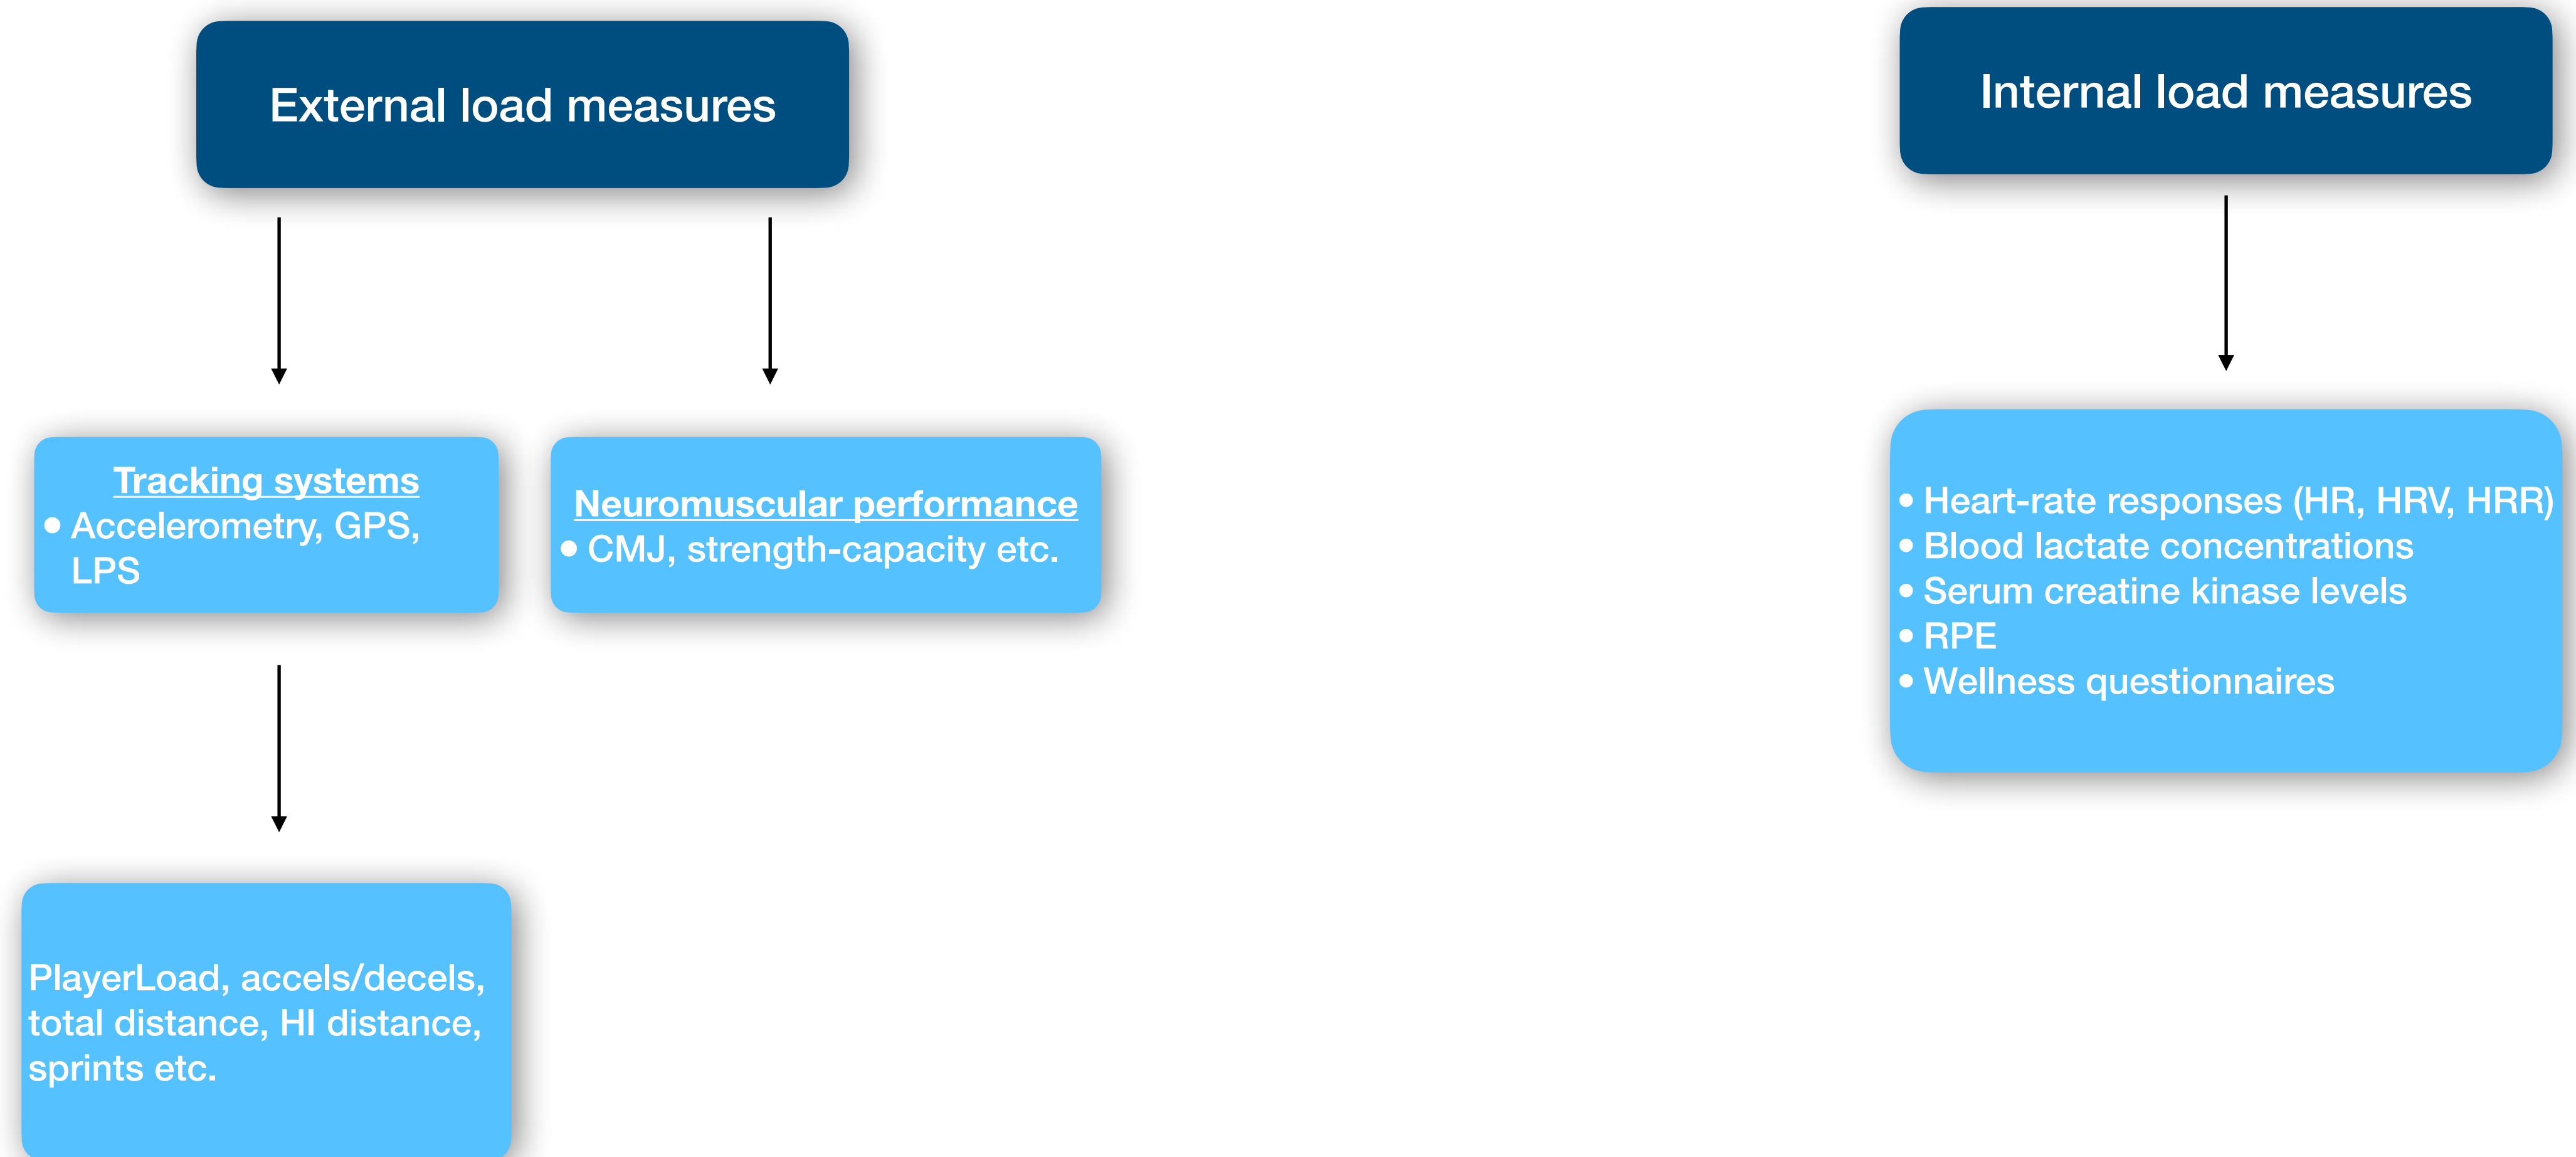 External load measures
Internal load measures
Tracking systems
• Accelerometry, GPS,
LPS
Neuromuscular performance
• CMJ, strength-capacity etc.
• Heart-rate responses (HR, HRV, HRR)
• Blood lactate concentrations
• Serum creatine kinase levels
• RPE
• Wellness questionnaires
PlayerLoad, accels/decels,
total distance, HI distance,
sprints etc.